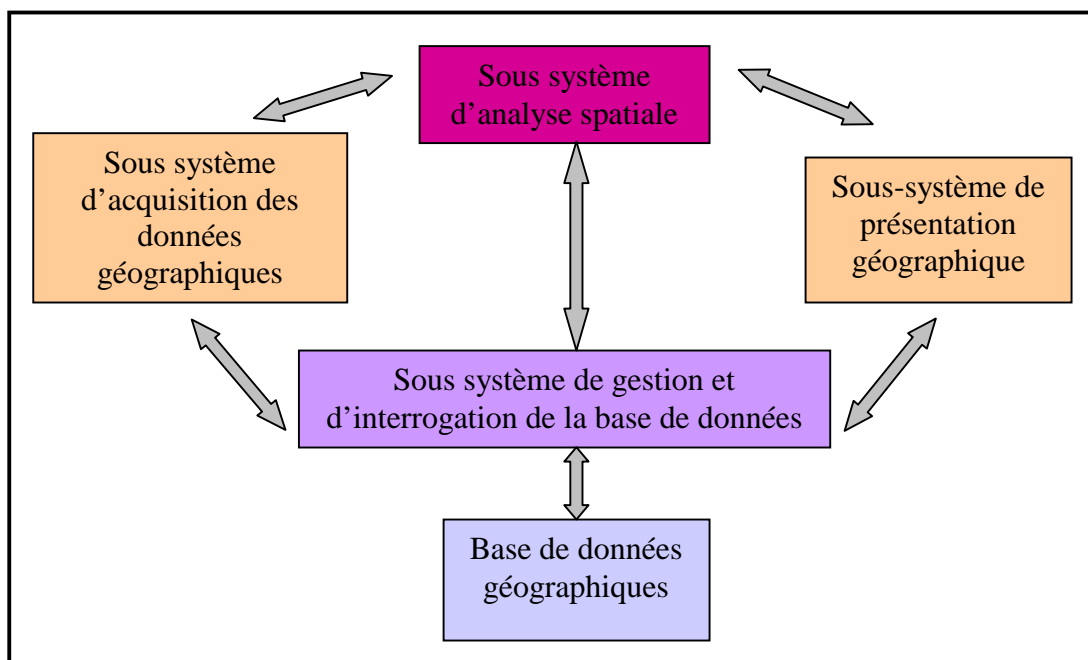 Sous système
d’analyse spatiale
Sous système
d’acquisition des
données
géographiques
Sous-système de
présentation
géographique
Sous système de gestion et
d’interrogation de la base de données
Base de données
géographiques